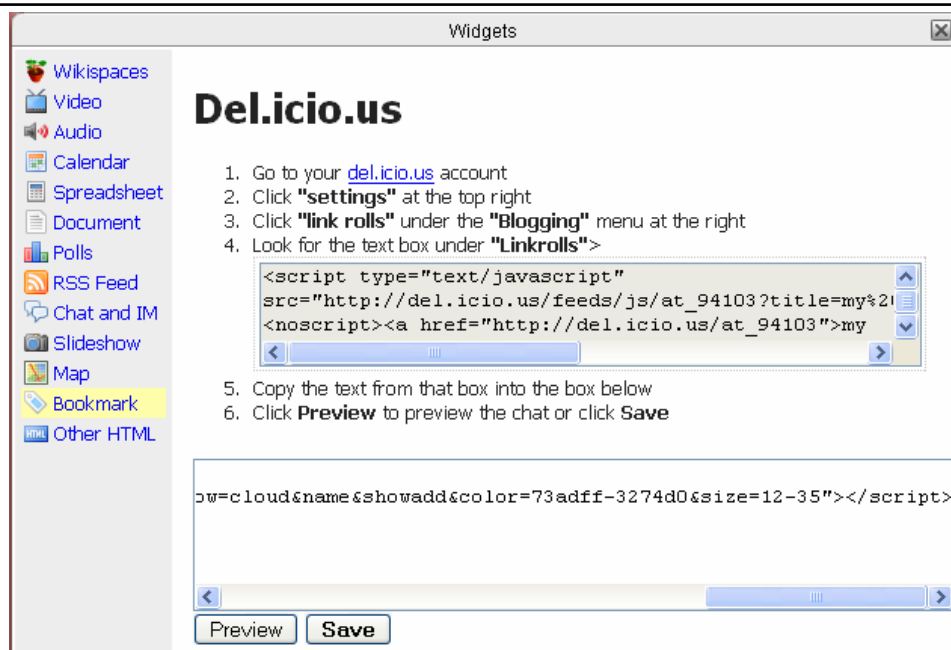 Widgets
Wikispaces
Video
Audio
Calendar
Spreadsheet
Document
Polls
RSS Feed
Chat and IM
Slideshow
Map
Bookmark
Other HTML
Del.icio.us
1. Go to your del.icio.us account
2. Click "settings" at the top right
3. Click "link rolls" under the "Blogging" menu at the right
4. Look for the text box under "Linkrolls">
<script type="text/javascript"
src="http://del.icio.us/feeds/js/at_94103?title=my%20
<noscript><a href="http://del.icio.us/at_94103">my
5. Copy the text from that box into the box below
6. Click Preview to preview the chat or click Save
ow=cloud&name&showadd&color=73adff-3274d0&size=12-35"></script>
Preview Save